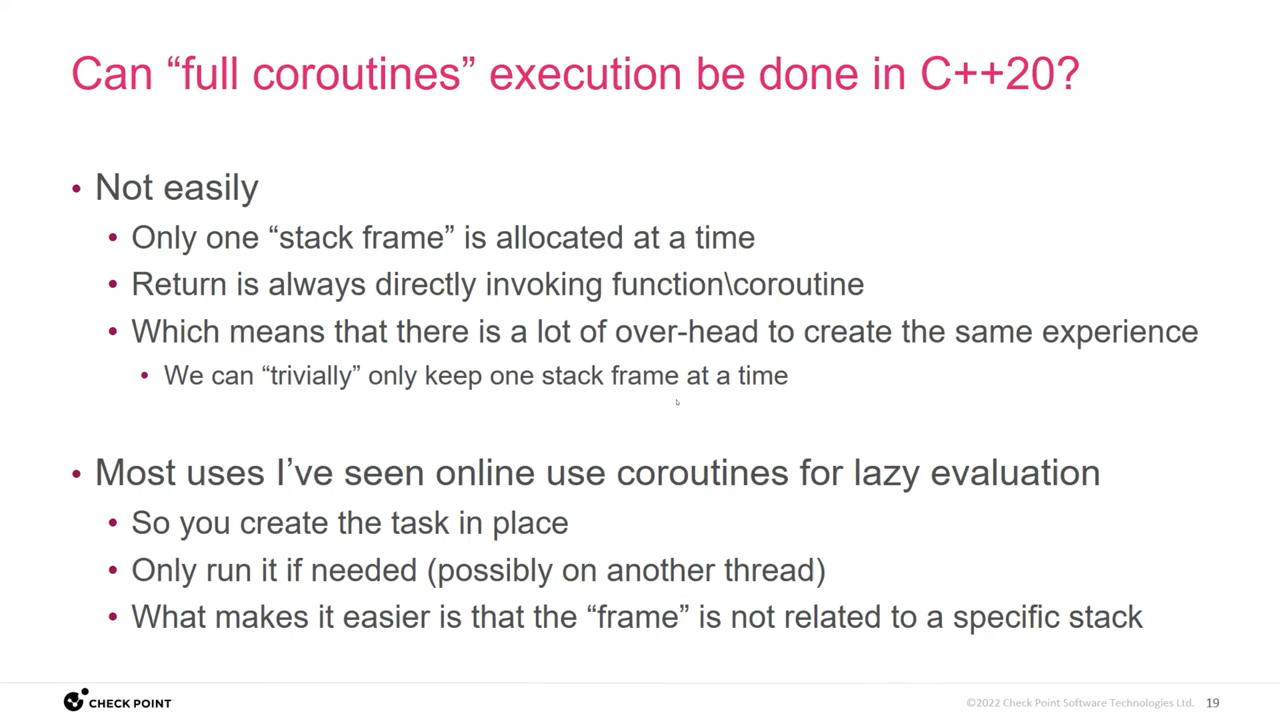 Can “full coroutines” execution be done in C++20?
• Not easily
• Only one “stack frame” is allocated at a time
• Return is always directly invoking function\coroutine
• Which means that there is a lot of over-head to create the same experience
• We can “trivially” only keep one stack frame at a time
• Most uses I’ve seen online use coroutines for lazy evaluation
• So you create the task in place
• Only run it if needed (possibly on another thread)
• What makes it easier is that the “frame” is not related to a specific stack
CHECK POINT
©2022 Check Point Software Technologies Ltd. 19